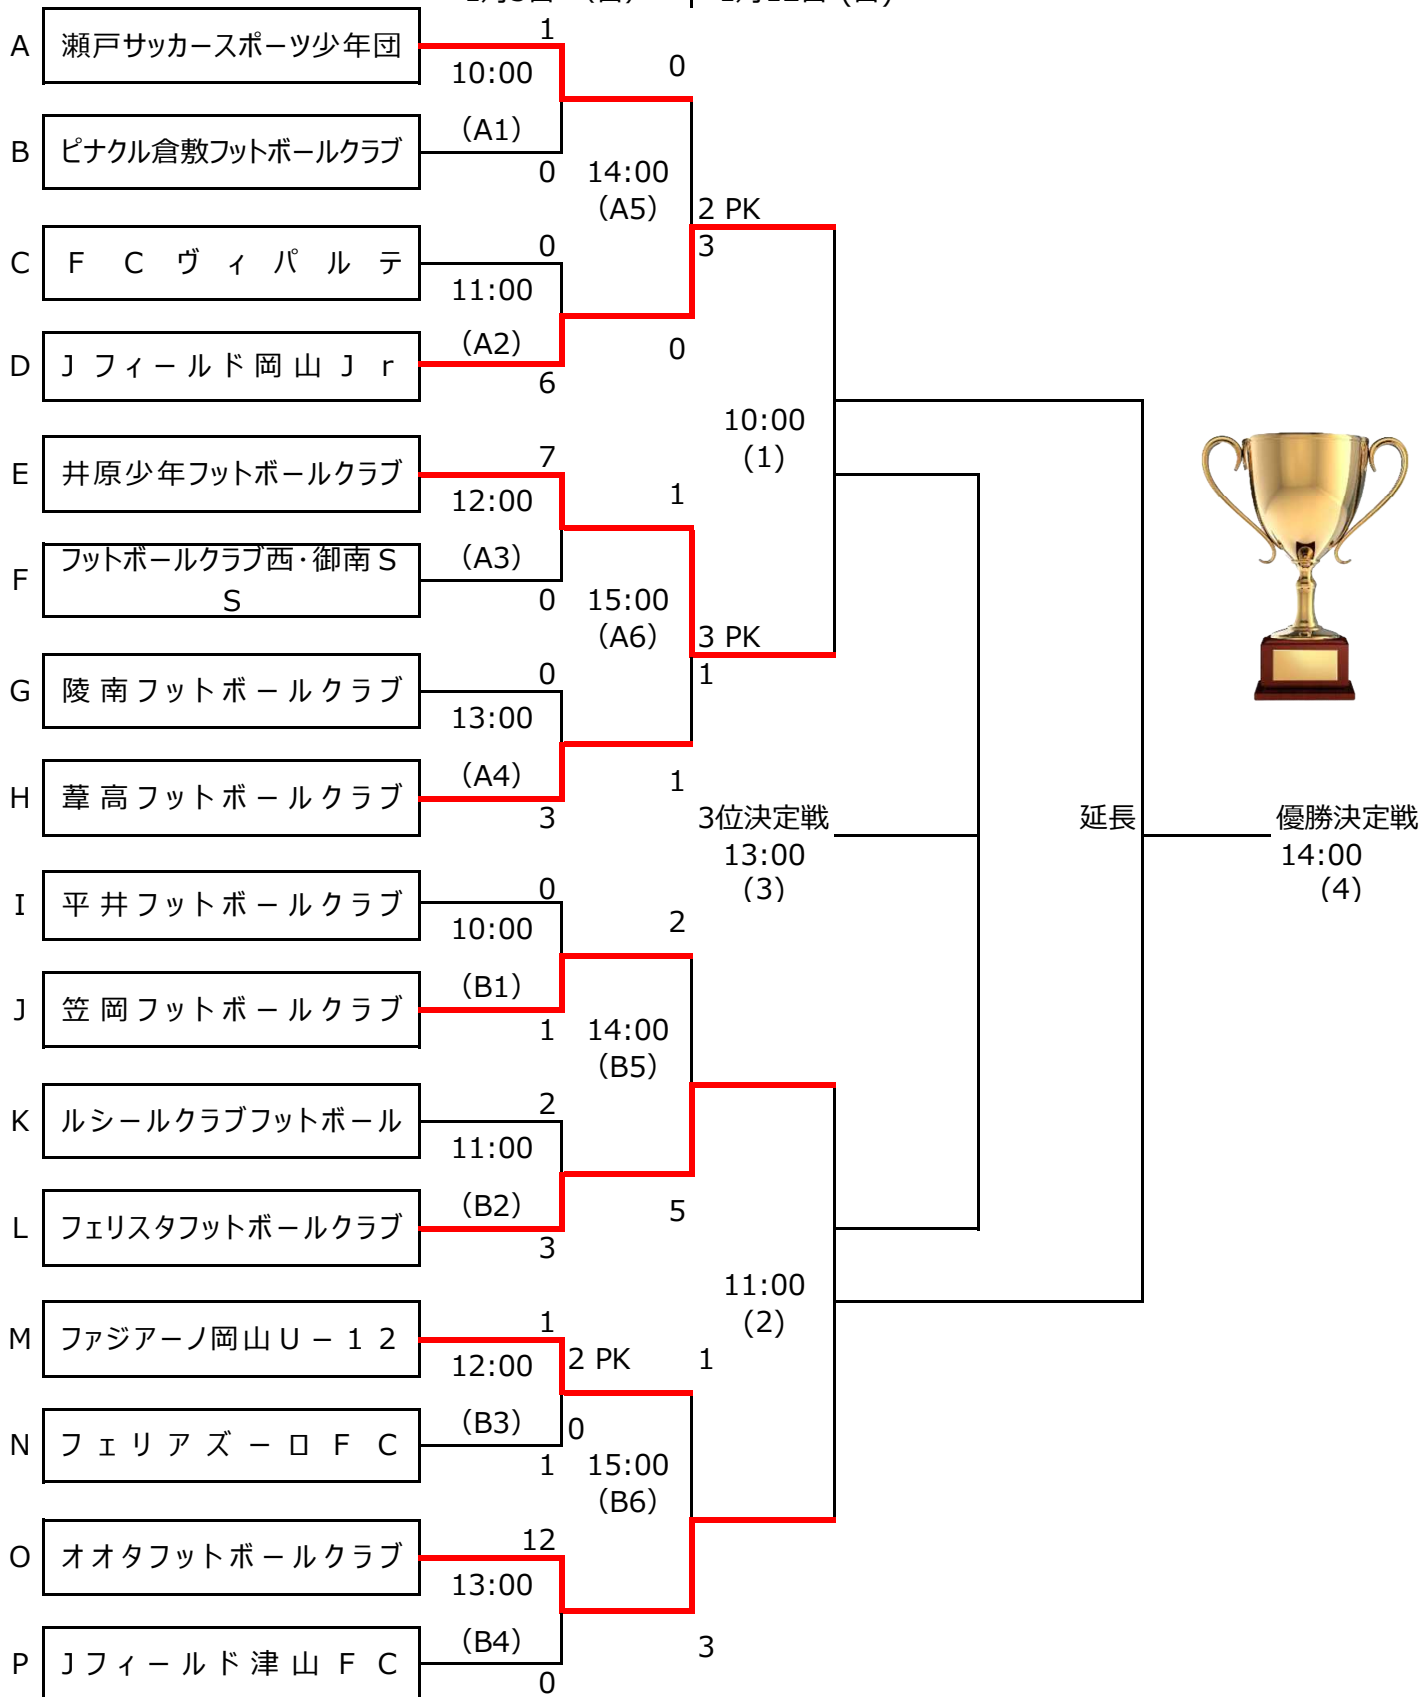 A 瀬戸サッカースポーツ少年団
1
10:00
(A1)
0
B ピナクル倉敷フットボールクラブ
0
14:00
(A5)
2 PK
3
C FCヴィパルテ
0
11:00
(A2)
6
D Jフィールド岡山Jr
0
10:00
(1)
E 井原少年フットボールクラブ
7
12:00
(A3)
0
1
F フットボールクラブ西・御南S
S
15:00
(A6)
3 PK
1
G 陵南フットボールクラブ
0
13:00
(A4)
3
H 葦高フットボールクラブ
1
3位決定戦
13:00
(3)
延長
優勝決定戦
14:00
(4)
I 平井フットボールクラブ
0
10:00
(B1)
1
2
J 笠岡フットボールクラブ
14:00
(B5)
K ルシールクラブフットボール
2
11:00
(B2)
3
L フェリスタフットボールクラブ
5
11:00
(2)
M ファジアーノ岡山U-12
1
12:00
(B3)
1
2 PK
0
1
N フェリアズーロFC
15:00
(B6)
O オオタフットボールクラブ
12
13:00
(B4)
0
3
P Jフィールド津山FC